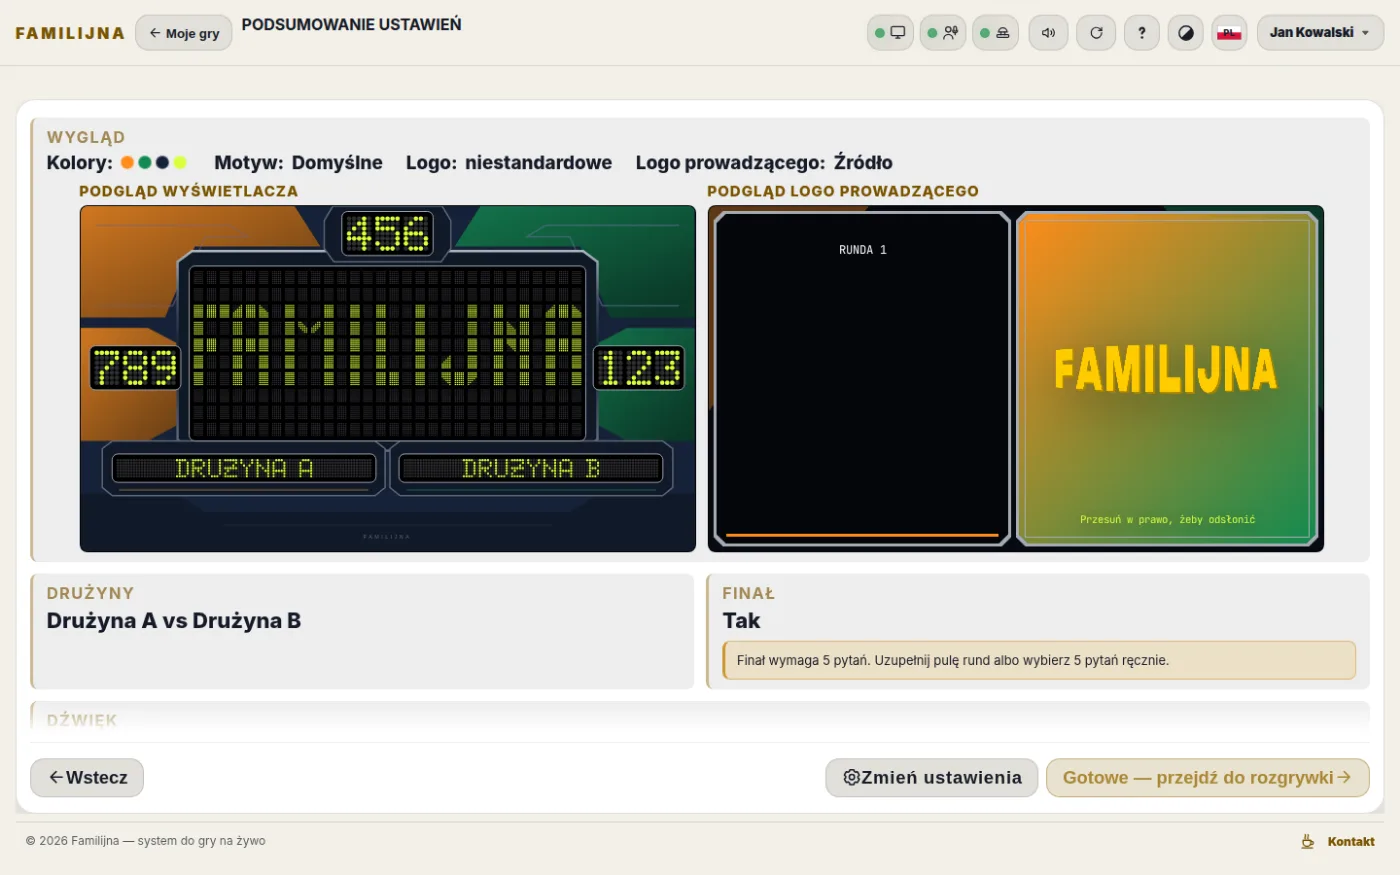 FAMILIJNA
← Moje gry
PODSUMOWANIE USTAWIEŃ
?
PL
Jan Kowalski
WYGLĄD
Kolory:
Motyw: Domyślne
Logo: niestandardowe
Logo prowadzącego: Źródło
PODGLĄD WYŚWIETLACZA
PODGLĄD LOGO PROWADZĄCEGO
456
FAMILIJNA
789
123
DRUŻYNA A
DRUŻYNA B
FAMILIJNA
RUNDA 1
FAMILIJNA
Przesuń w prawo, żeby odsłonić
DRUŻYNY
Drużyna A vs Drużyna B
FINAŁ
Tak
Finał wymaga 5 pytań. Uzupełnij pulę rund albo wybierz 5 pytań ręcznie.
DŹWIĘK
←Wstecz
Zmień ustawienia
Gotowe — przejdź do rozgrywki→
© 2026 Familijna — system do gry na żywo
Kontakt